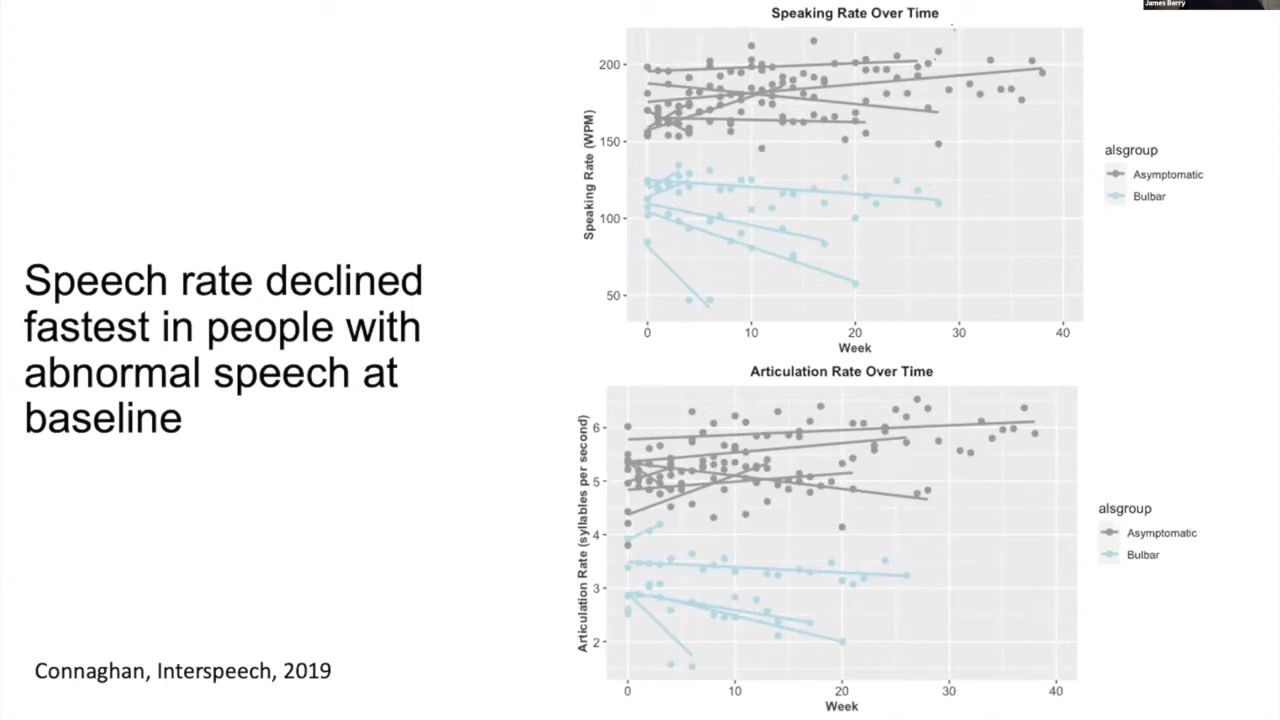 James Berry
Speaking Rate Over Time
200
150
100
50
Speaking Rate (WPM)
0
10
20
30
40
Week
alsgroup
Asymptomatic
Bulbar
Speech rate declined
fastest in people with
abnormal speech at
baseline
Articulation Rate Over Time
6
5
4
3
2
Articulation Rate (syllables per second)
0
10
20
30
40
Week
alsgroup
Asymptomatic
Bulbar
Connaghan, Interspeech, 2019